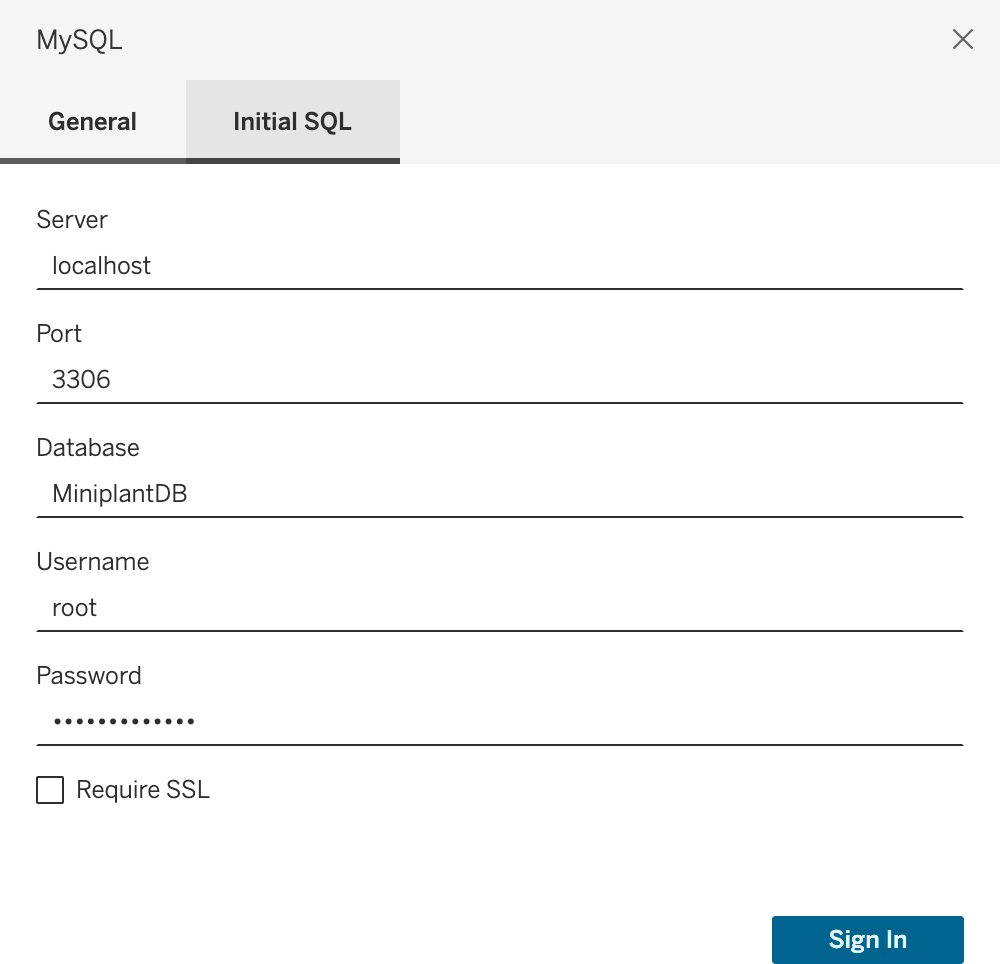 MySQL
General Initial SQL
Server
localhost
Port
3306
Database
MiniplantDB
Username
root
Password
•••••••••••••
Require SSL
Sign In